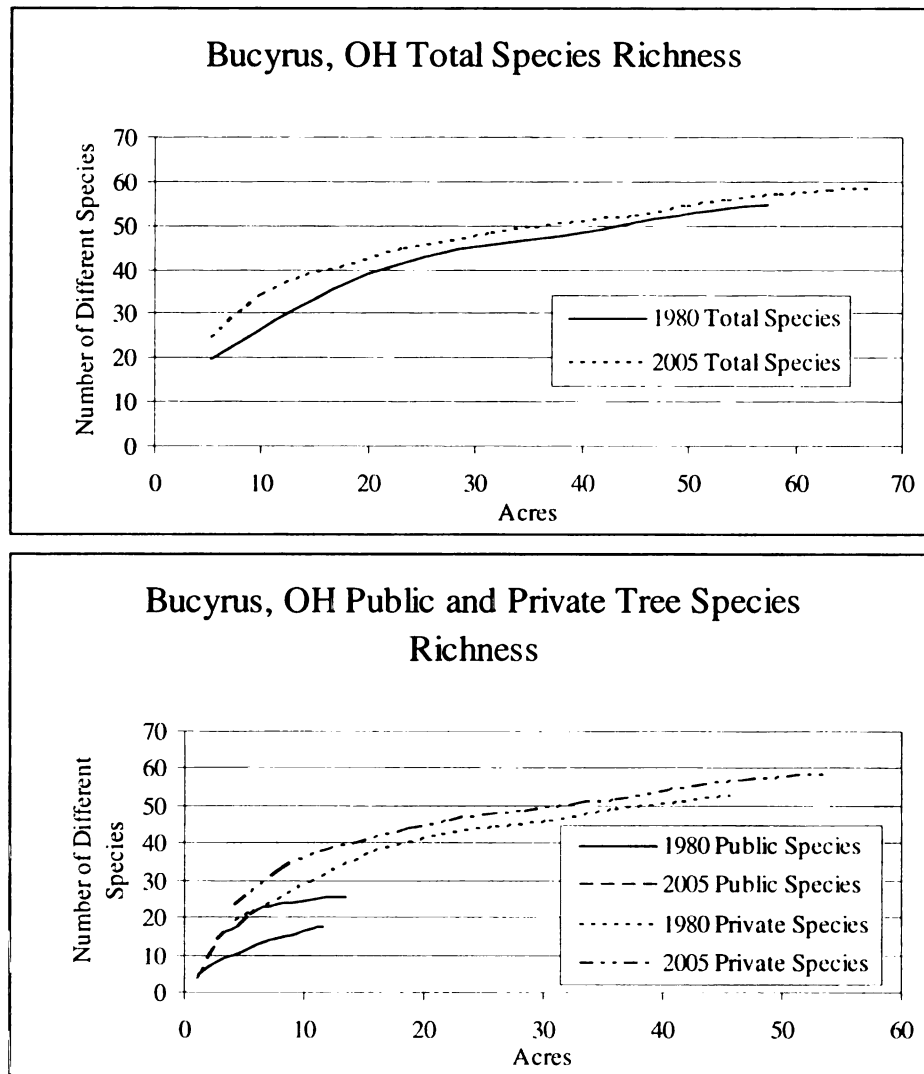 Bucyrus, OH Total Species Richness
Number of Different Species
70
60
50
40
30
20
10
0
0 10 20 30 40 50 60 70
Acres
1980 Total Species
2005 Total Species
Bucyrus, OH Public and Private Tree Species
Richness
Number of Different
Species
70
60
50
40
30
20
10
0
0 10 20 30 40 50 60
Acres
1980 Public Species
2005 Public Species
1980 Private Species
2005 Private Species